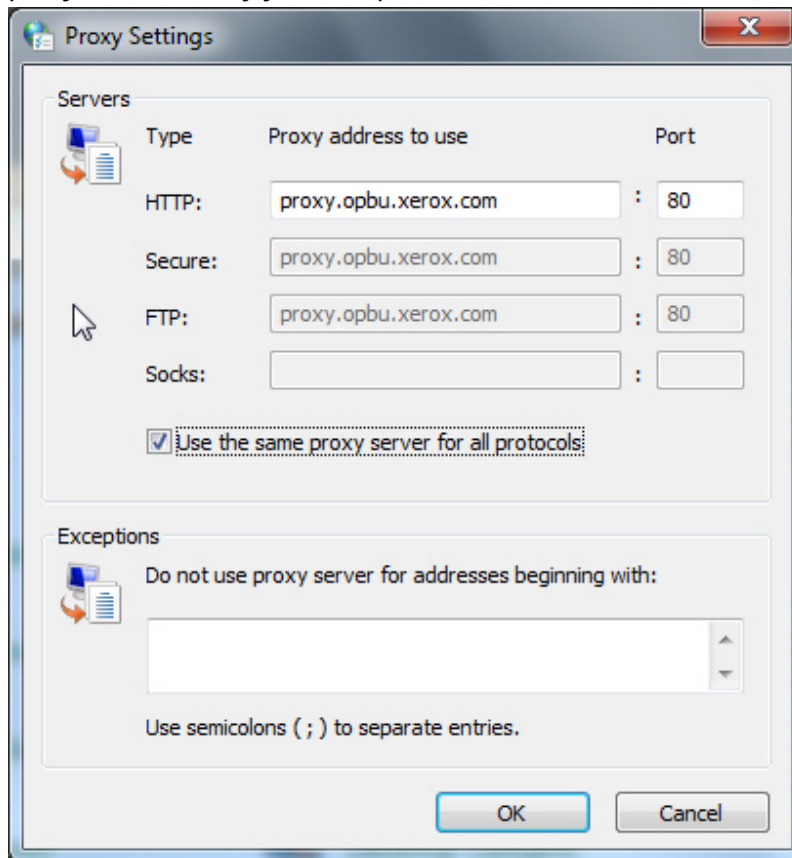 Proxy Settings
Servers
Type Proxy address to use Port
HTTP: proxy.opbu.xerox.com : 80
Secure: proxy.opbu.xerox.com : 80
FTP: proxy.opbu.xerox.com : 80
Socks: :
Use the same proxy server for all protocols
Exceptions
Do not use proxy server for addresses beginning with:
Use semicolons ( ; ) to separate entries.
OK Cancel